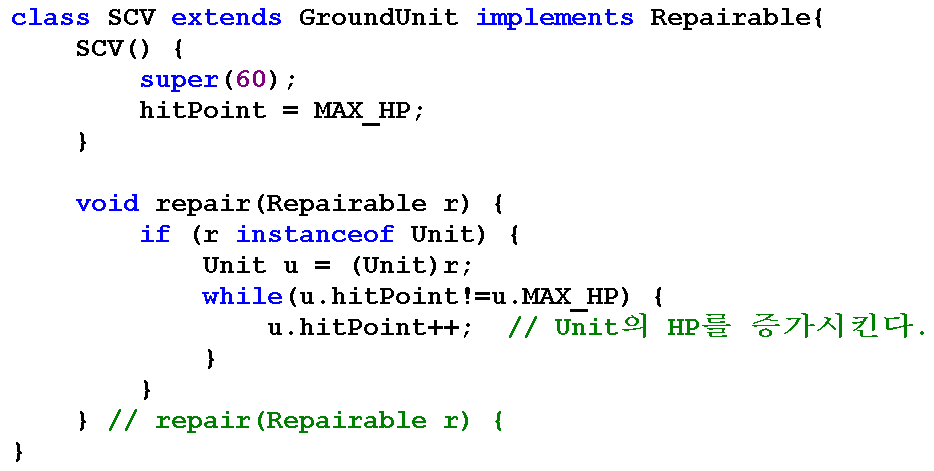 class SCV extends GroundUnit implements Repairable{
    SCV() {
        super(60);
        hitPoint = MAX_HP;
    }

    void repair(Repairable r) {
        if (r instanceof Unit) {
            Unit u = (Unit)r;
            while(u.hitPoint!=u.MAX_HP) {
                u.hitPoint++;  // Unit의 HP를 증가시킨다.
            }
        }
    } // repair(Repairable r) {
}